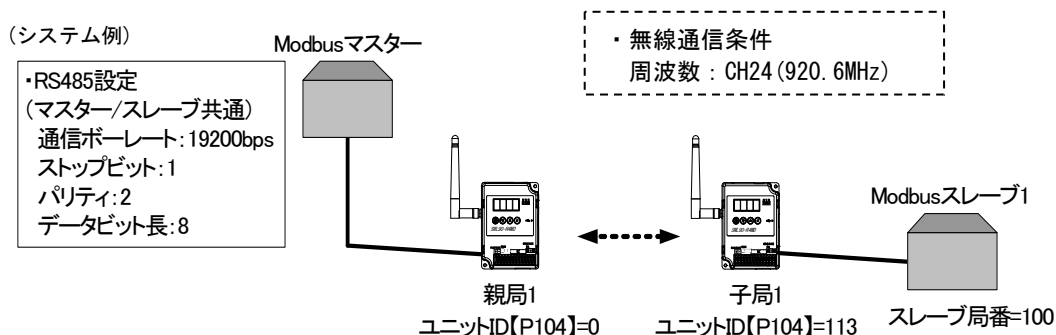 (システム例)
・RS485設定
(マスター/スレーブ共通)
通信ボーレート:19200bps
ストップビット:1
パリティ:2
データビット長:8
Modbusマスター
・無線通信条件
周波数:CH24(920.6MHz)
親局1
ユニットID【P104】=0
子局1
ユニットID【P104】=113
Modbusスレーブ1
スレーブ局番=100